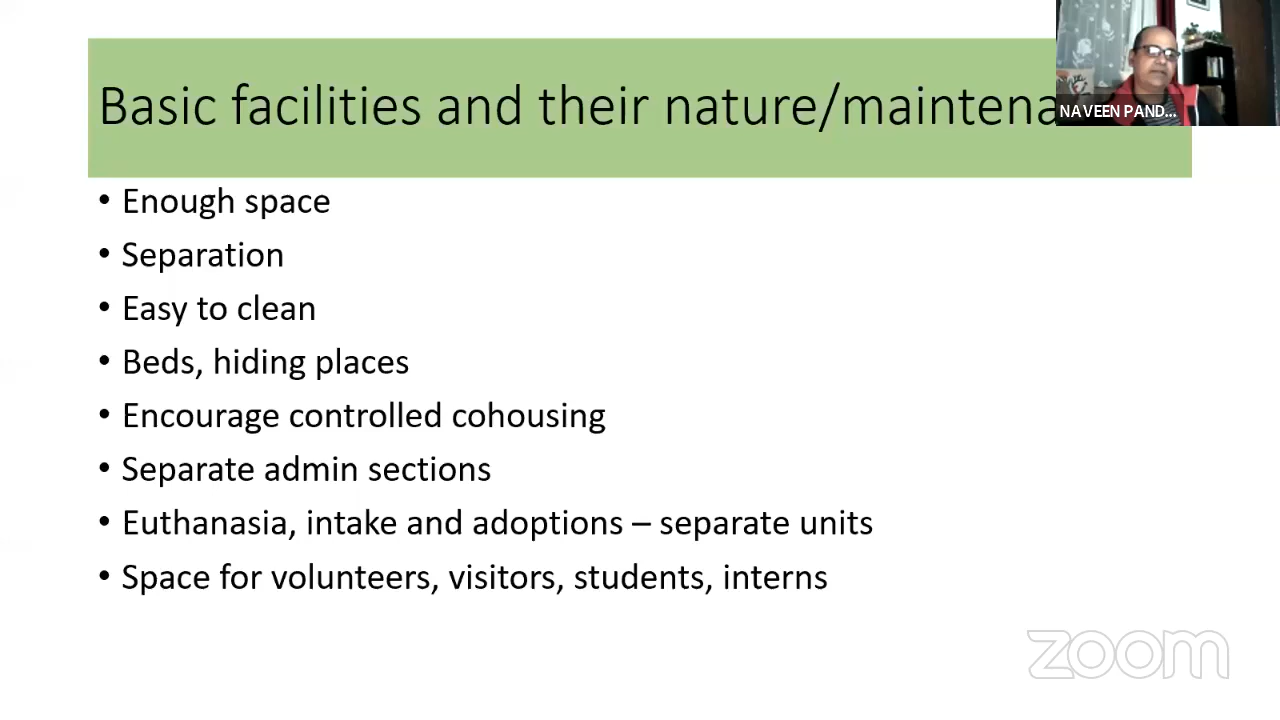 Basic facilities and their nature/maintena
NAVEEN PAND...
• Enough space
• Separation
• Easy to clean
• Beds, hiding places
• Encourage controlled cohousing
• Separate admin sections
• Euthanasia, intake and adoptions – separate units
• Space for volunteers, visitors, students, interns
zoom